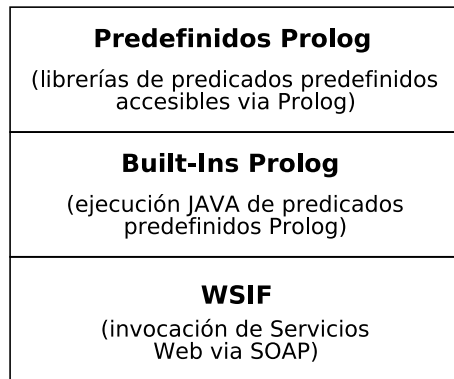 Predefinidos Prolog
(librerías de predicados predefinidos
accesibles via Prolog)
Built-Ins Prolog
(ejecución JAVA de predicados
predefinidos Prolog)
WSIF
(invocación de Servicios
Web via SOAP)